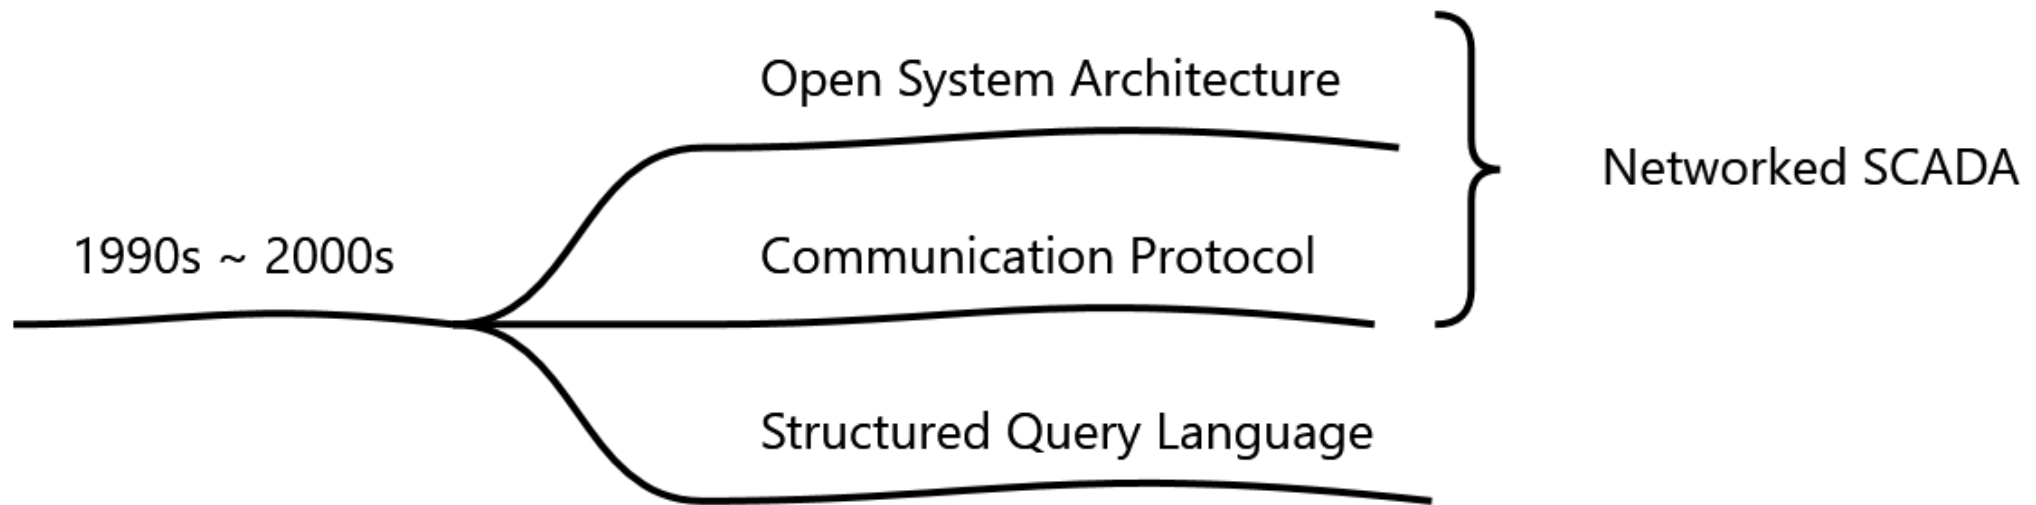 Open System Architecture
Networked SCADA
1990s ~ 2000s
Communication Protocol
Structured Query Language